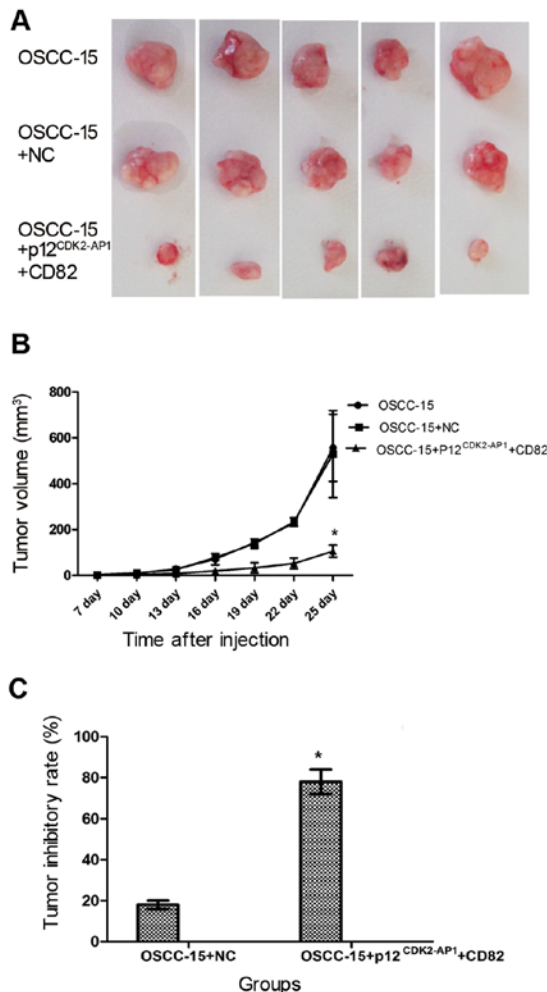 A
OSCC-15
OSCC-15
+NC
OSCC-15
+p12CDK2-AP1
+CD82
B
Tumor volume (mm3)
800
600
400
200
0
OSCC-15
OSCC-15+NC
OSCC-15+P12CDK2-AP1+CD82
*
7 day
10 day
13 day
16 day
19 day
22 day
25 day
Time after injection
C
Tumor inhibitory rate (%)
100
80
60
40
20
0
*
OSCC-15+NC
OSCC-15+p12CDK2-AP1+CD82
Groups